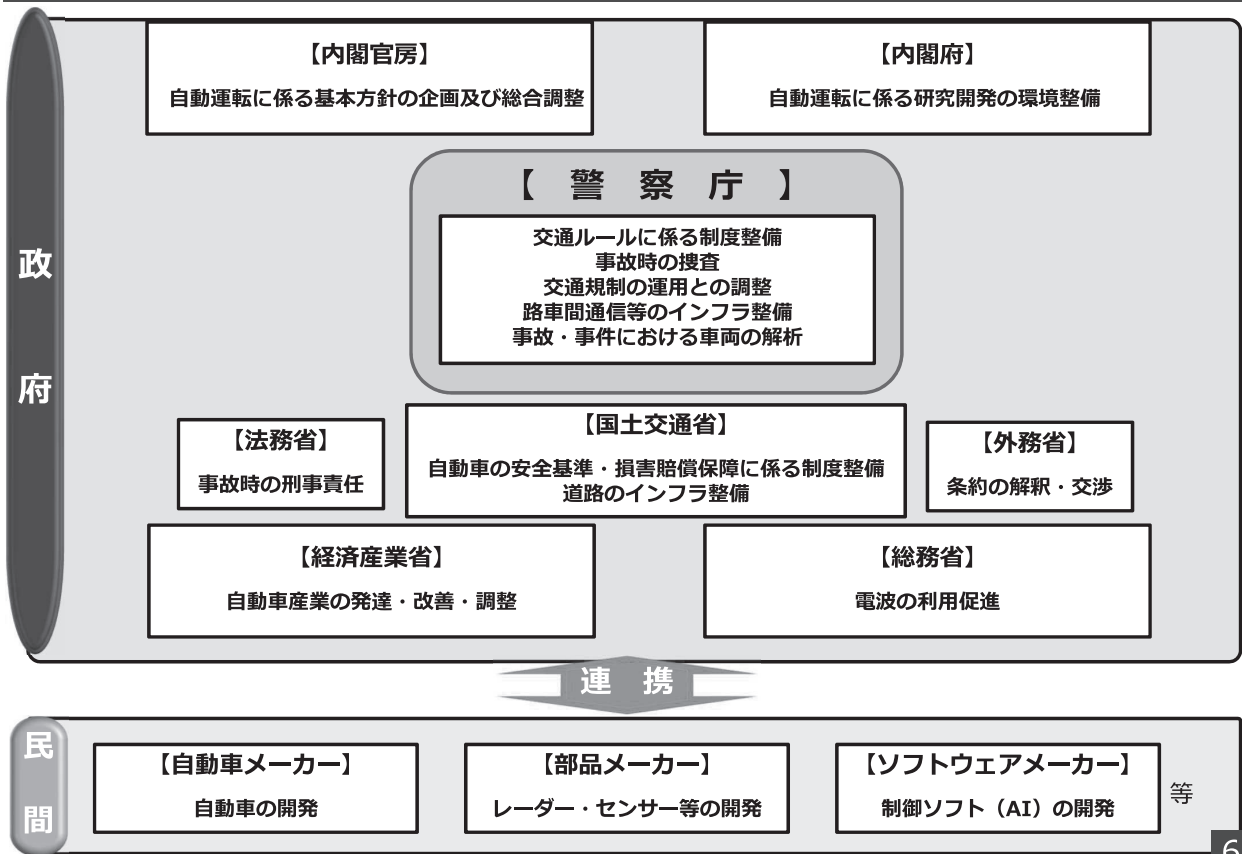 政府
【内閣官房】
自動運転に係る基本方針の企画及び総合調整
【内閣府】
自動運転に係る研究開発の環境整備
【警察庁】
交通ルールに係る制度整備
事故時の捜査
交通規制の運用との調整
路車間通信等のインフラ整備
事故・事件における車両の解析
【法務省】
事故時の刑事責任
【国土交通省】
自動車の安全基準・損害賠償保障に係る制度整備
道路のインフラ整備
【外務省】
条約の解釈・交渉
【経済産業省】
自動車産業の発達・改善・調整
【総務省】
電波の利用促進
連携
民間
【自動車メーカー】
自動車の開発
【部品メーカー】
レーダー・センサー等の開発
【ソフトウェアメーカー】
制御ソフト（AI）の開発
等
6